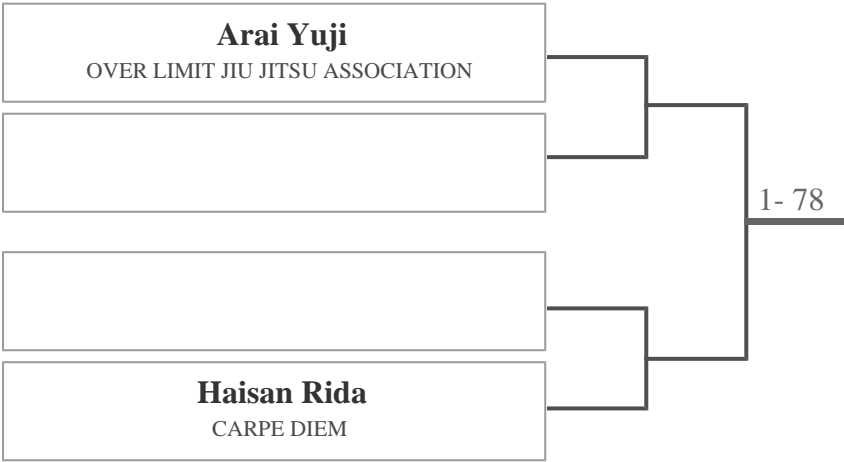 Arai Yuji
OVER LIMIT JIU JITSU ASSOCIATION
1- 78
Haisan Rida
CARPE DIEM